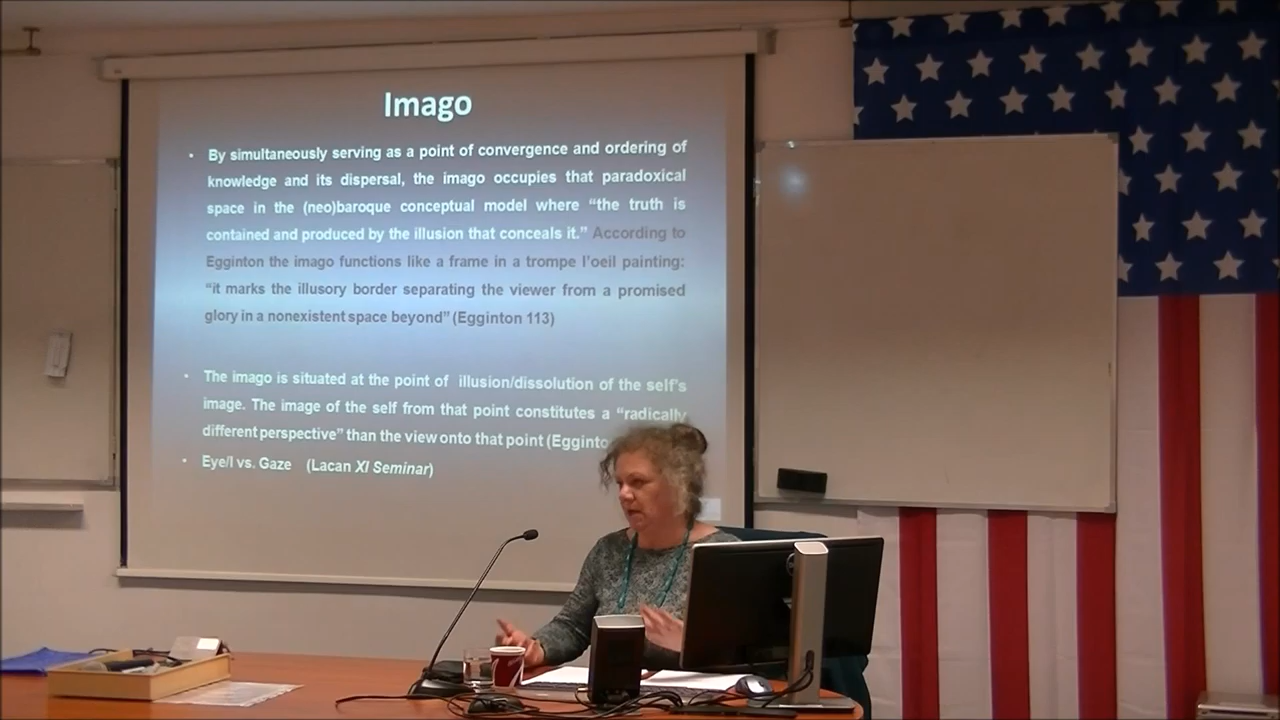 Imago
• By simultaneously serving as a point of convergence and ordering of
knowledge and its dispersal, the imago occupies that paradoxical
space in the (neo)baroque conceptual model where “the truth is
contained and produced by the illusion that conceals it.” According to
Egginton the imago functions like a frame in a trompe l’oeil painting:
“it marks the illusory border separating the viewer from a promised
glory in a nonexistent space beyond” (Egginton 113)
• The imago is situated at the point of illusion/dissolution of the self’s
image. The image of the self from that point constitutes a “radically
different perspective” than the view onto that point (Egginto
• Eye/I vs. Gaze (Lacan XI Seminar)